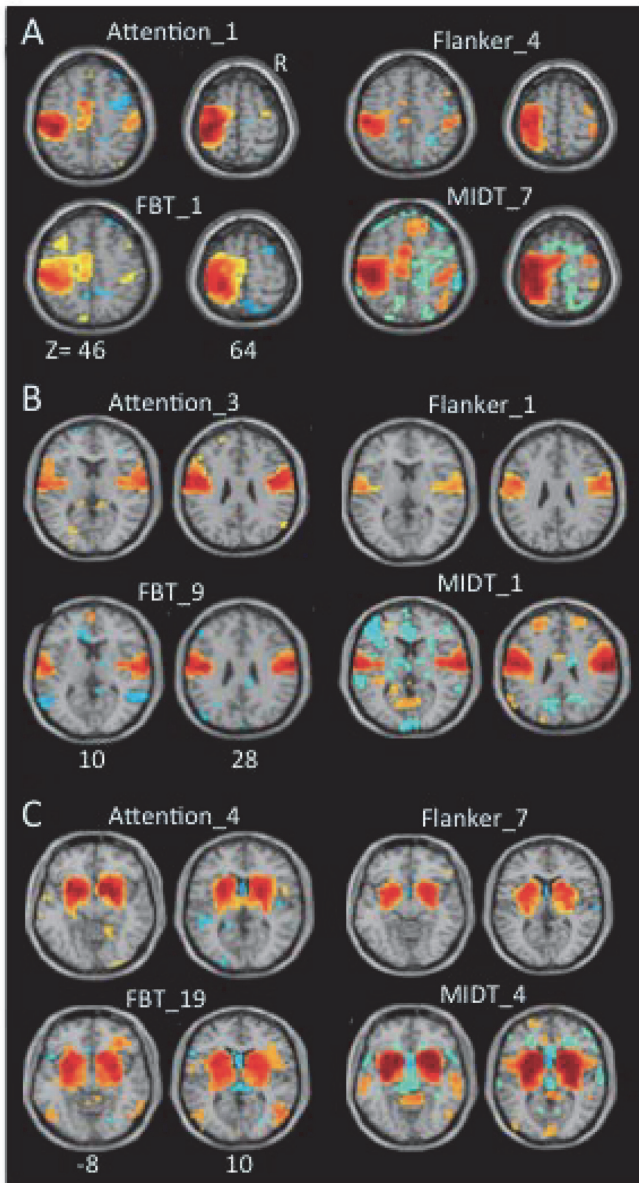 A
Attention_1 Flanker_4
R
FBT_1 MIDT_7
Z= 46 64
B
Attention_3 Flanker_1
FBT_9 MIDT_1
10 28
C
Attention_4 Flanker_7
FBT_19 MIDT_4
-8 10